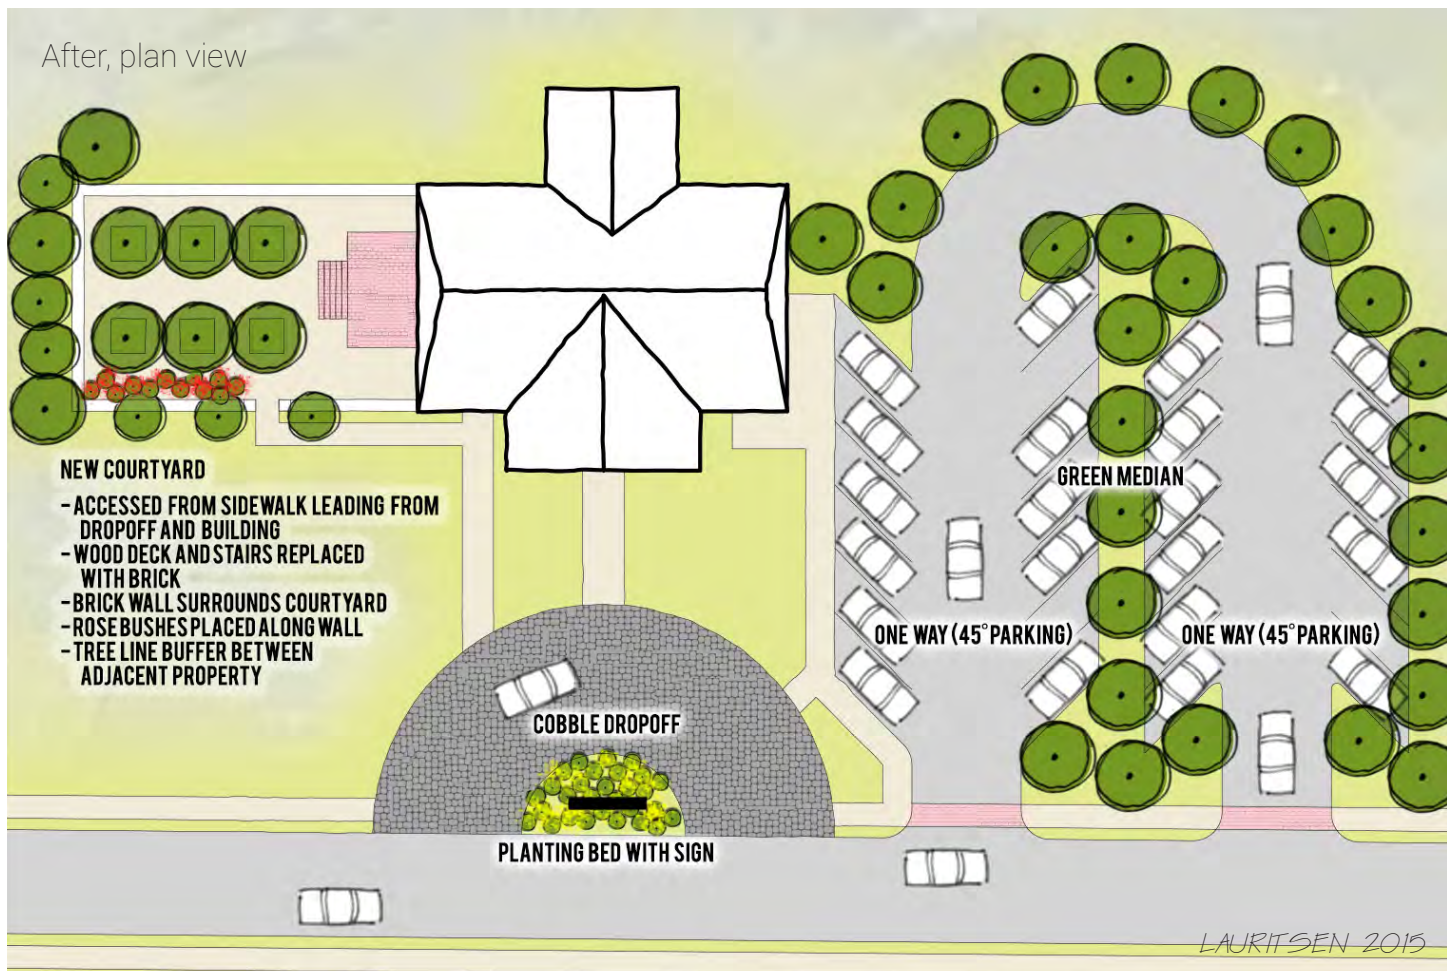 After, plan view
NEW COURTYARD
- ACCESSED FROM SIDEWALK LEADING FROM
DROPOFF AND BUILDING
- WOOD DECK AND STAIRS REPLACED
WITH BRICK
- BRICK WALL SURROUNDS COURTYARD
- ROSE BUSHES PLACED ALONG WALL
- TREE LINE BUFFER BETWEEN
ADJACENT PROPERTY
COBBLE DROPOFF
PLANTING BED WITH SIGN
GREEN MEDIAN
ONE WAY (45° PARKING)
ONE WAY (45° PARKING)
LAURITSEN 2015